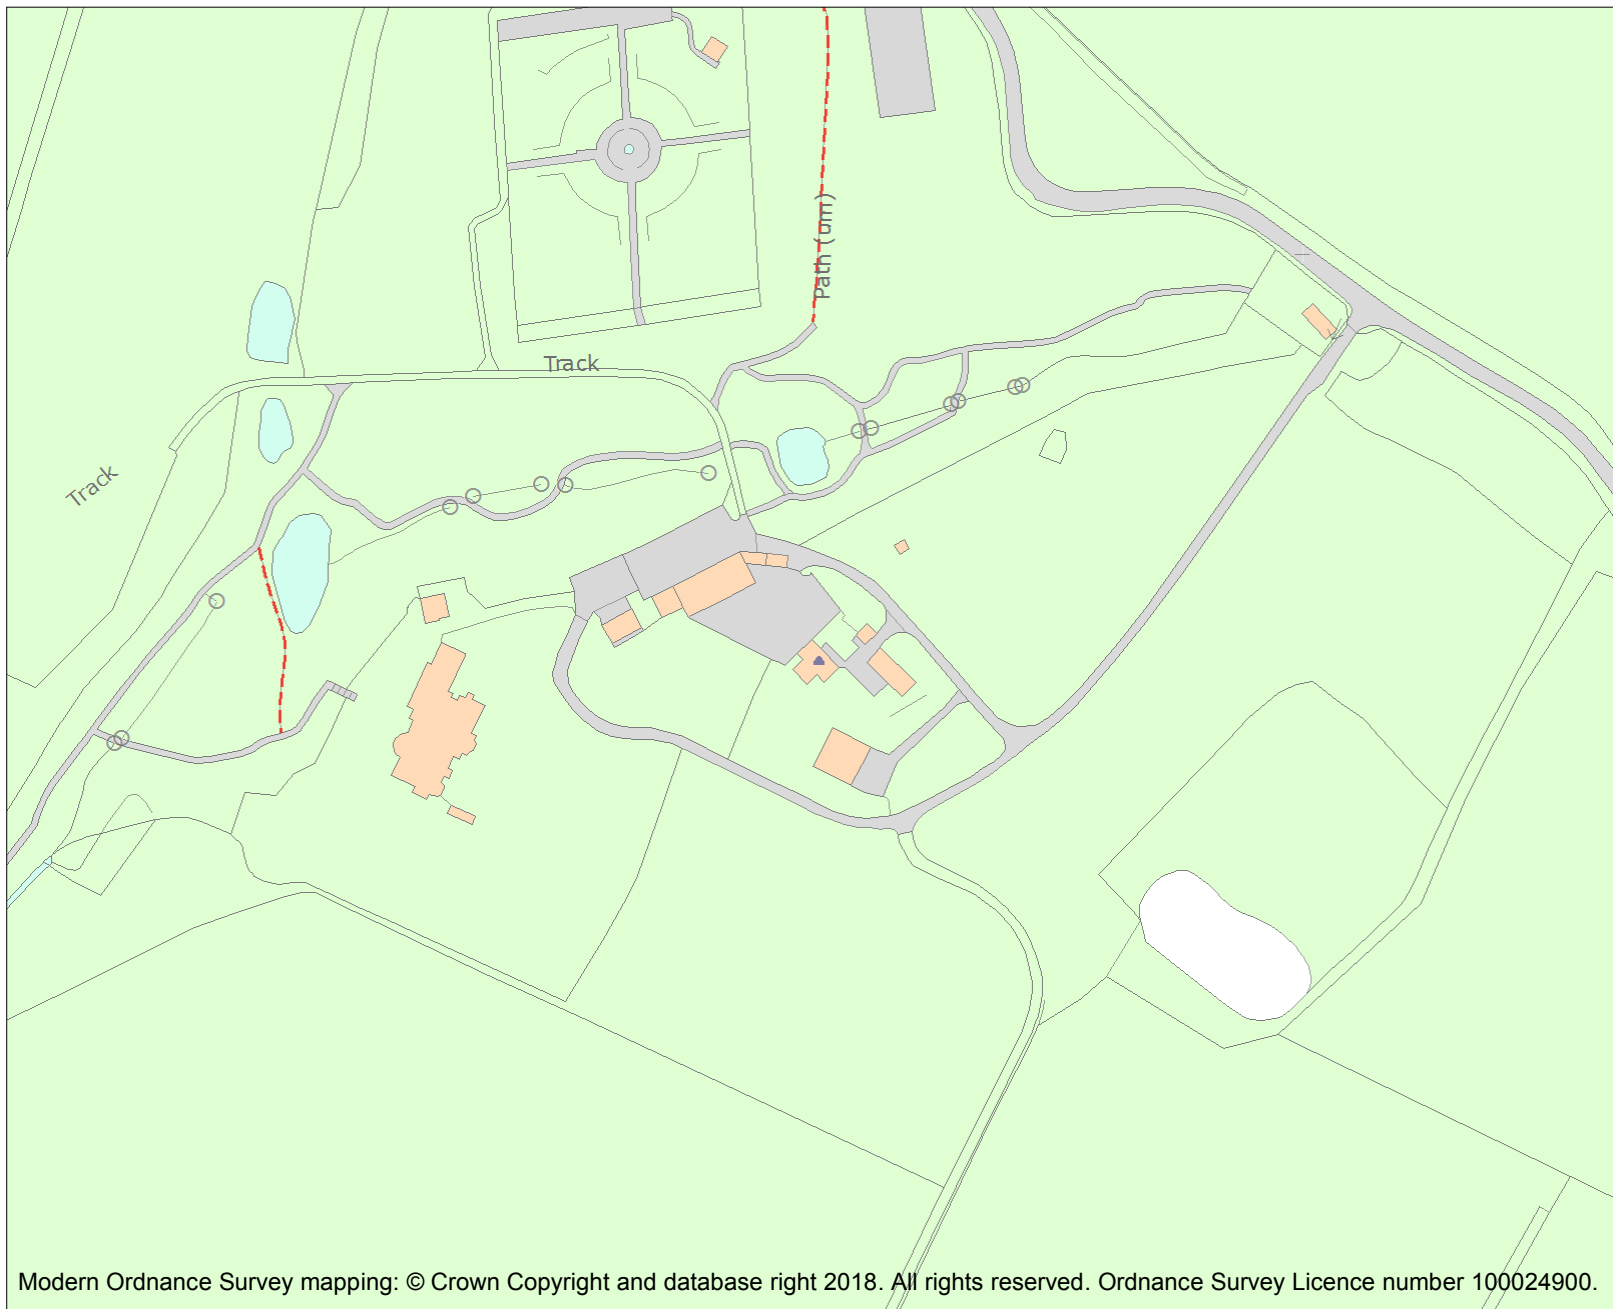 Path (um)
Track
Track
Modern Ordnance Survey mapping: © Crown Copyright and database right 2018. All rights reserved. Ordnance Survey Licence number 100024900.